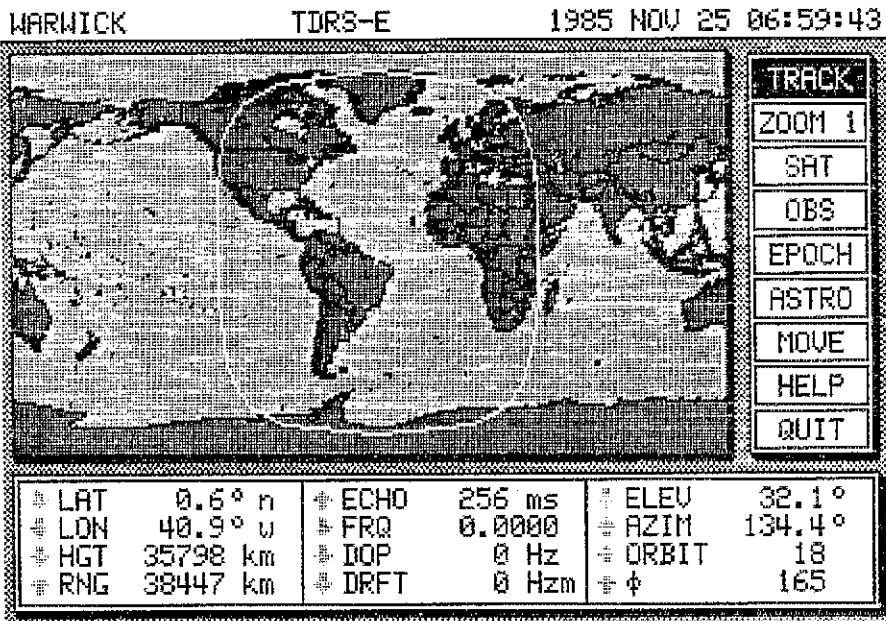 WARWICK TDRS-E 1985 NOV 25 06:59:43
TRACK
ZOOM 1
SAT
OBS
EPOCH
ASTRO
MOVE
HELP
QUIT
LAT 0.6° n ECHO 256 ms ELEV 32.1°
LON 40.9° w FRQ 0.0000 AZIM 134.4°
HGT 35798 km DOP 0 Hz ORBIT 18
RNG 38447 km DRFT 0 Hzm ϕ 165